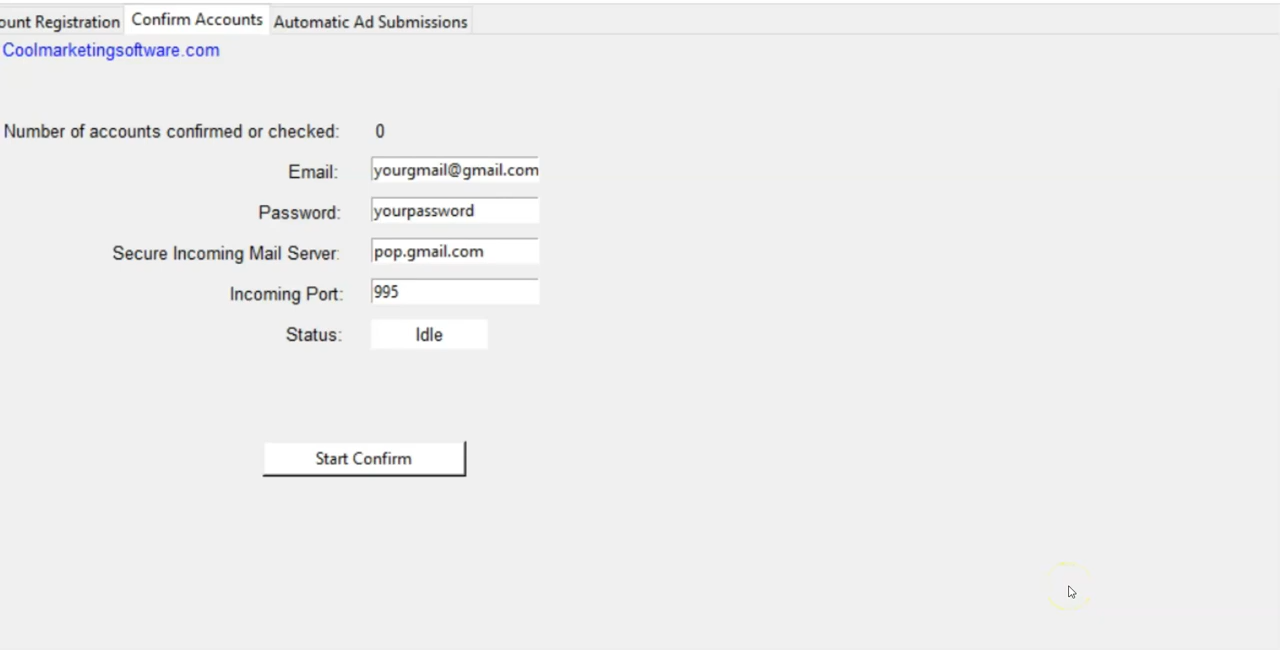 ount Registration Confirm Accounts Automatic Ad Submissions
Coolmarketingsoftware.com
Number of accounts confirmed or checked: 0
Email: yourgmail@gmail.com
Password: yourpassword
Secure Incoming Mail Server: pop.gmail.com
Incoming Port: 995
Status: Idle
Start Confirm